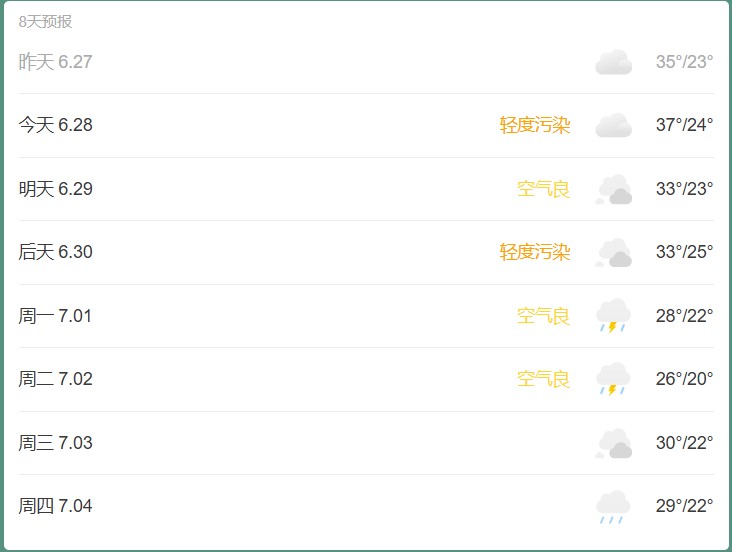 8天预报
昨天 6.27 35°/23°
今天 6.28 轻度污染 37°/24°
明天 6.29 空气良 33°/23°
后天 6.30 轻度污染 33°/25°
周一 7.01 空气良 28°/22°
周二 7.02 空气良 26°/20°
周三 7.03 30°/22°
周四 7.04 29°/22°